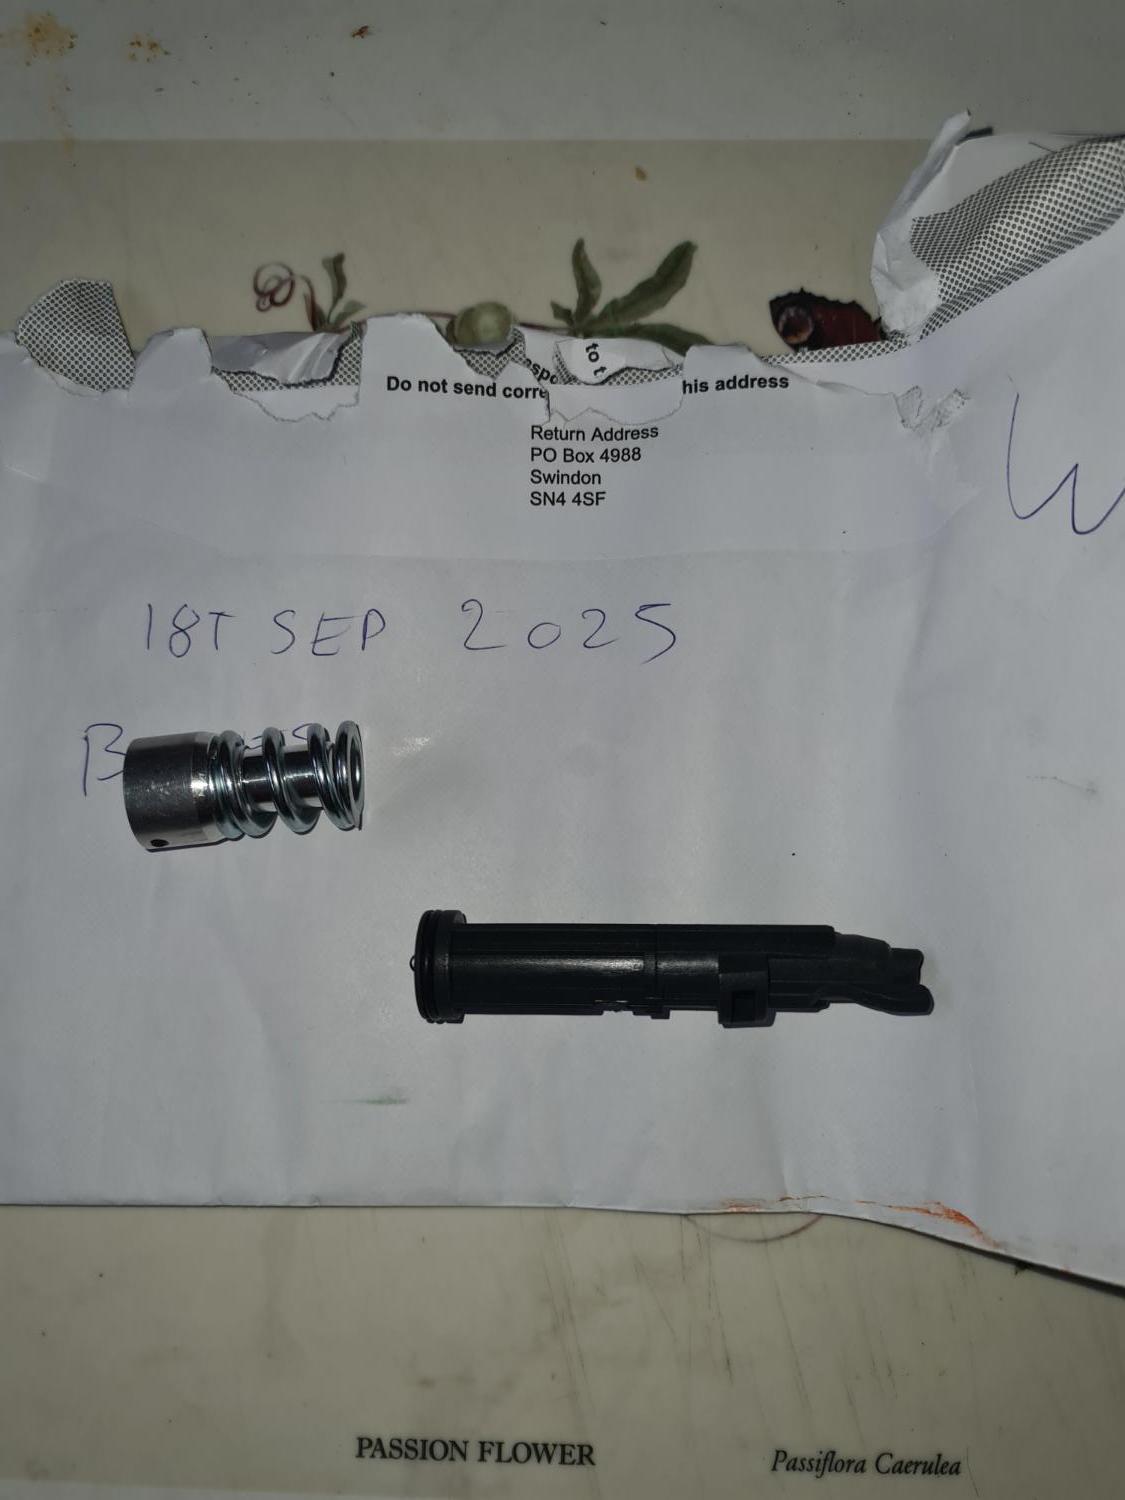 to t
Do not send corre his address
Return Address
PO Box 4988
Swindon
SN4 4SF
W
18T SEP 2025
B
PASSION FLOWER
Passiflora Caerulea